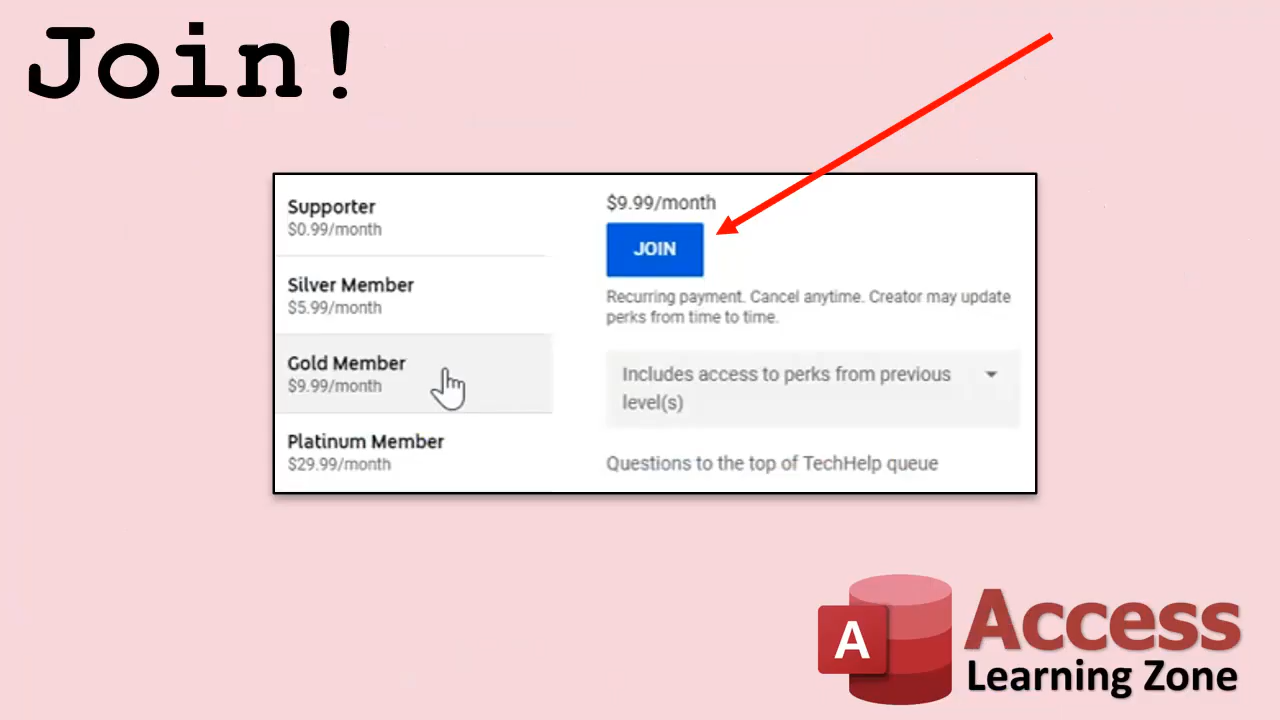 Join!
Supporter
$0.99/month
Silver Member
$5.99/month
Gold Member
$9.99/month
Platinum Member
$29.99/month
$9.99/month
JOIN
Recurring payment. Cancel anytime. Creator may update
perks from time to time.
Includes access to perks from previous
level(s)
Questions to the top of TechHelp queue
A
Access
Learning Zone